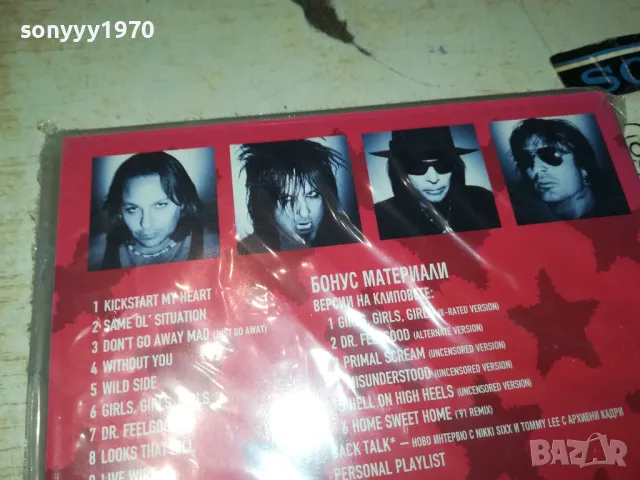 sonyyy1970
SO
1 KICKSTART MY HEART
2 SAME OL' SITUATION
3 DON'T GO AWAY MAD (JUST GO AWAY)
4 WITHOUT YOU
5 WILD SIDE
6 GIRLS, GIRLS, GIRLS
7 DR. FEELGOOD
8 LOOKS THAT KILL
9 LIVE WIRE
БОНУС МАТЕРИАЛИ
ВЕРСИИ НА КЛИПОВЕТЕ:
1 GIRLS, GIRLS, GIRLS (X-RATED VERSION)
2 DR. FEELGOOD (ALTERNATE VERSION)
PRIMAL SCREAM (UNCENSORED VERSION)
MISUNDERSTOOD (UNCENSORED VERSION)
HELL ON HIGH HEELS (UNCENSORED VERSION)
6 HOME SWEET HOME ('91 REMIX)
BACK TALK* – НОВО ИНТЕРВЮ С NIKKI SIXX И TOMMY LEE С АРХИВНИ КАДРИ
PERSONAL PLAYLIST
BAZAR.bg